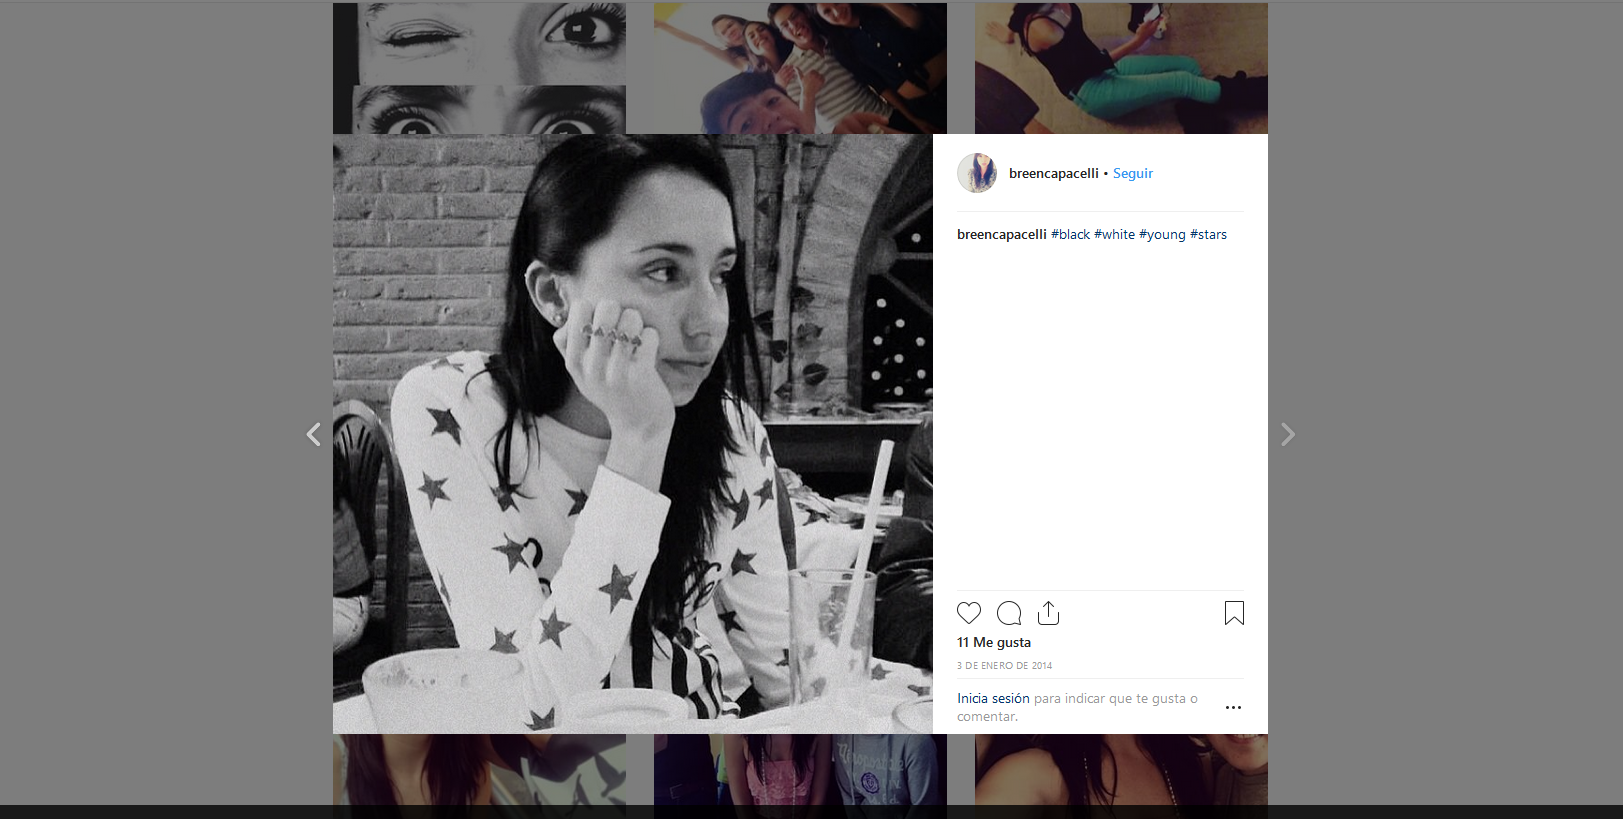 breencapacelli • Seguir
breencapacelli #black #white #young #stars
11 Me gusta
3 DE ENERO DE 2014
Inicia sesión para indicar que te gusta o
comentar.